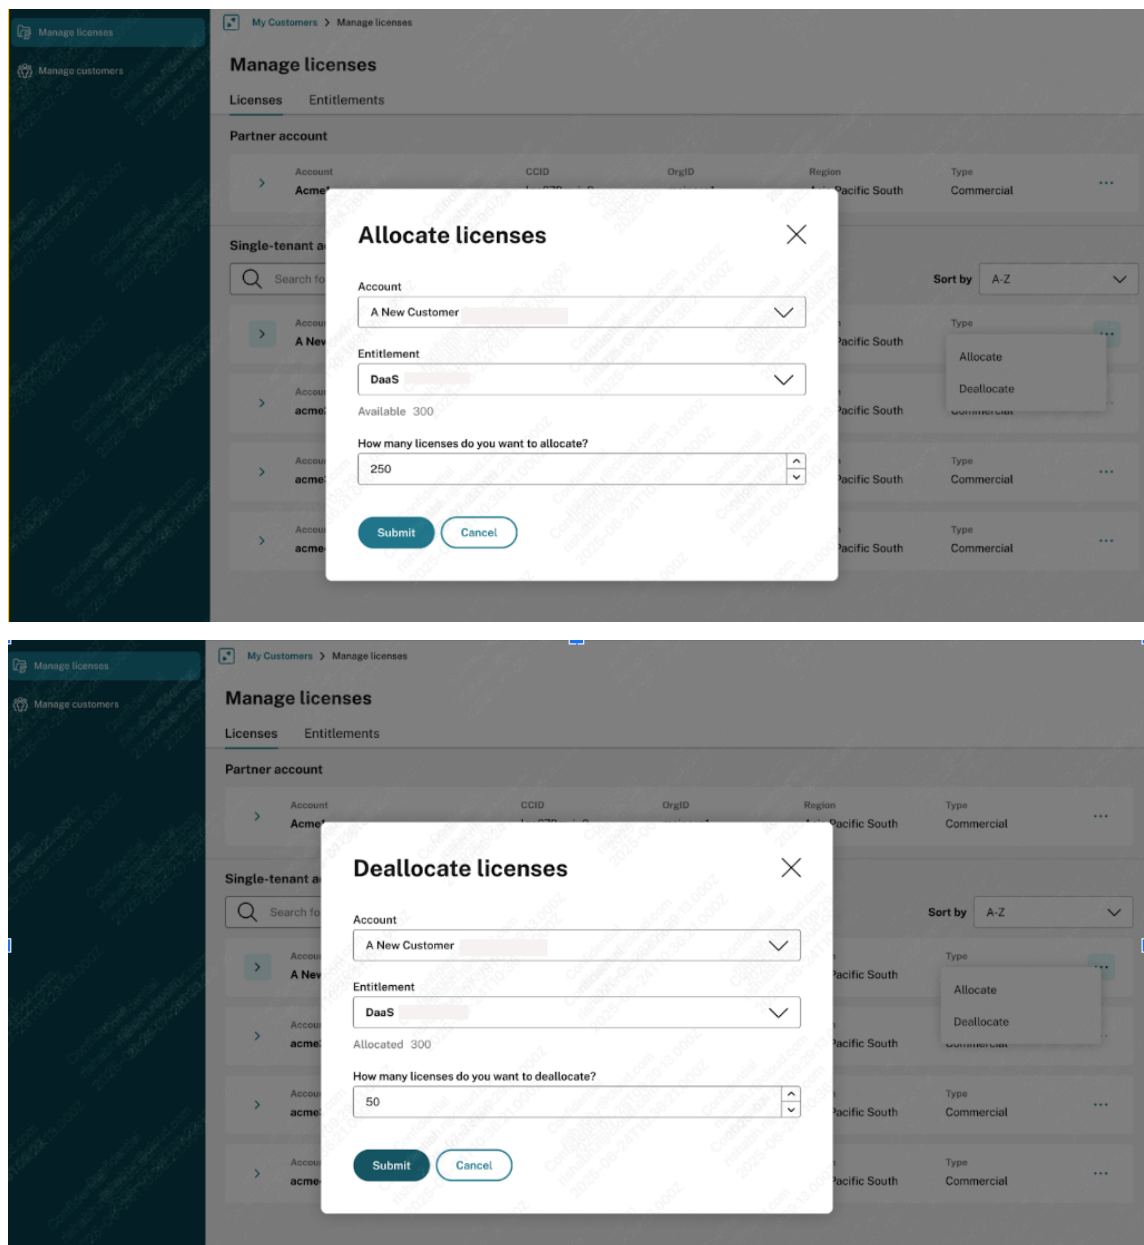 Manage licenses
Manage customers
My Customers > Manage licenses
Manage licenses
Licenses Entitlements
Partner account
Account CCID OrgID Region Type
Acme Pacific South Commercial
Single-tenant a
Search fo
Sort by A-Z
Accou Type
A New Pacific South
Allocate
Deallocate
Accou
acme Pacific South Commercial
Accou Type
acme Pacific South Commercial
Accou Type
acme Pacific South Commercial
Allocate licenses
Account
A New Customer
Entitlement
DaaS
Available 300
How many licenses do you want to allocate?
250
Submit Cancel
Manage licenses
Manage customers
My Customers > Manage licenses
Manage licenses
Licenses Entitlements
Partner account
Account CCID OrgID Region Type
Acme Pacific South Commercial
Single-tenant a
Search fo
Sort by A-Z
Accou Type
A New Pacific South
Allocate
Deallocate
Accou
acme Pacific South Commercial
Accou Type
acme Pacific South Commercial
Accou Type
acme Pacific South Commercial
Deallocate licenses
Account
A New Customer
Entitlement
DaaS
Allocated 300
How many licenses do you want to deallocate?
50
Submit Cancel